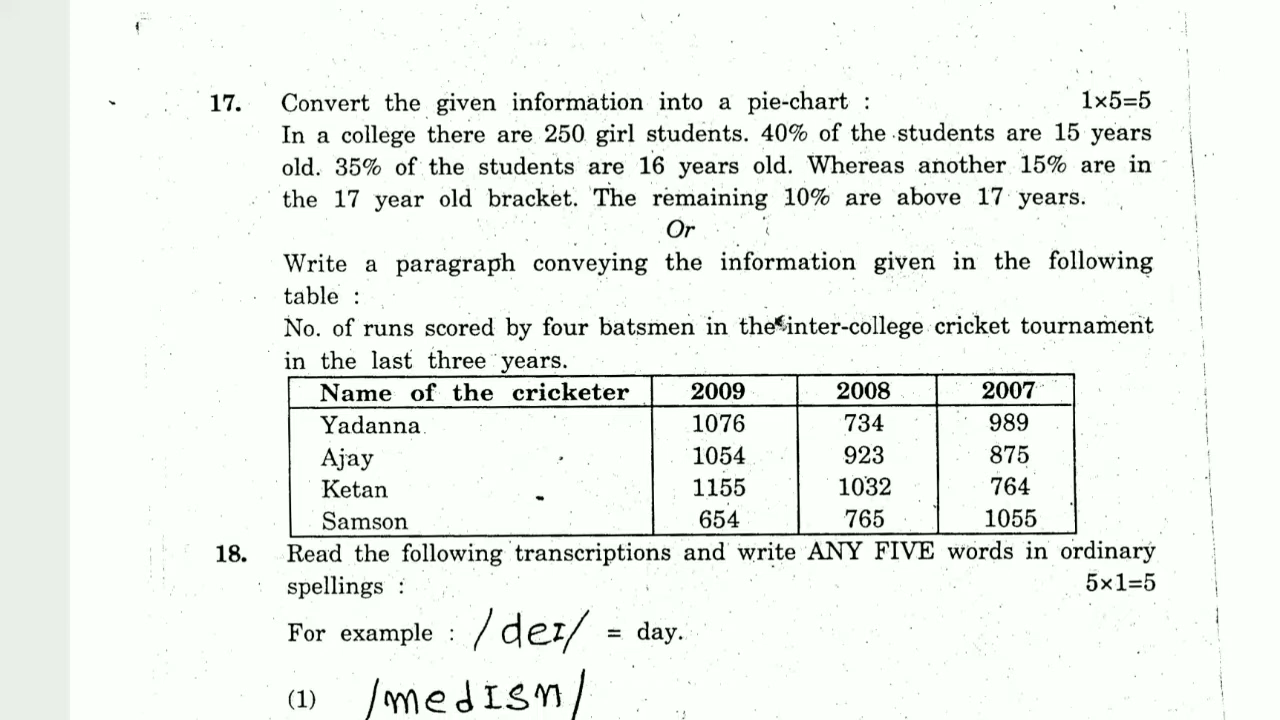 17. Convert the given information into a pie-chart : 1×5=5
In a college there are 250 girl students. 40% of the students are 15 years
old. 35% of the students are 16 years old. Whereas another 15% are in
the 17 year old bracket. The remaining 10% are above 17 years.
Or
Write a paragraph conveying the information given in the following
table :
No. of runs scored by four batsmen in the inter-college cricket tournament
in the last three years.
Name of the cricketer 2009 2008 2007
Yadanna 1076 734 989
Ajay 1054 923 875
Ketan 1155 1032 764
Samson 654 765 1055
18. Read the following transcriptions and write ANY FIVE words in ordinary
spellings : 5×1=5
For example : /deɪ/ = day.
(1) /medɪsn/